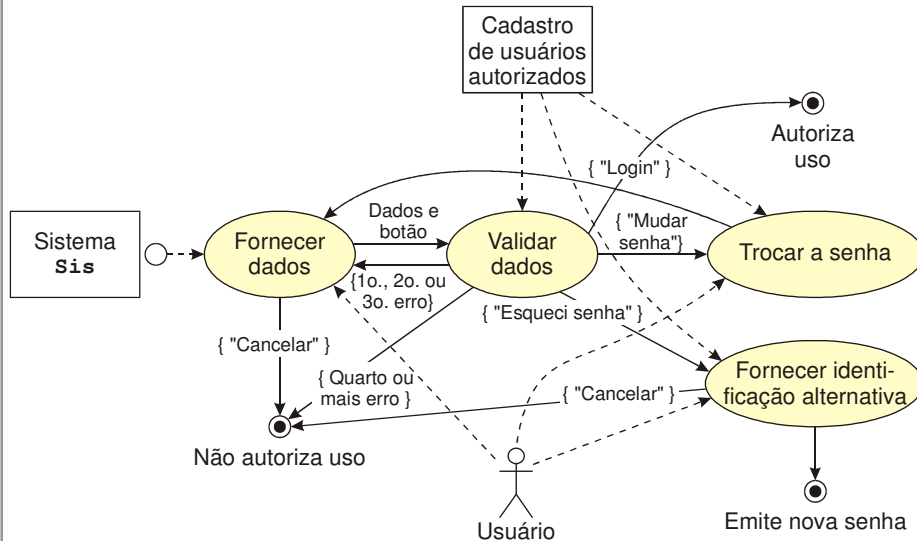 Cadastro
de usuários
autorizados
Autoriza
uso
{ "Login" }
Sistema
Sis
Fornecer
dados
Dados e
botão
Validar
dados
{ "Mudar
senha"}
Trocar a senha
{1o., 2o. ou
3o. erro}
{ "Esqueci senha" }
{ "Cancelar" }
{ Quarto ou
mais erro }
{ "Cancelar" }
Fornecer identi-
ficação alternativa
Não autoriza uso
Usuário
Emite nova senha